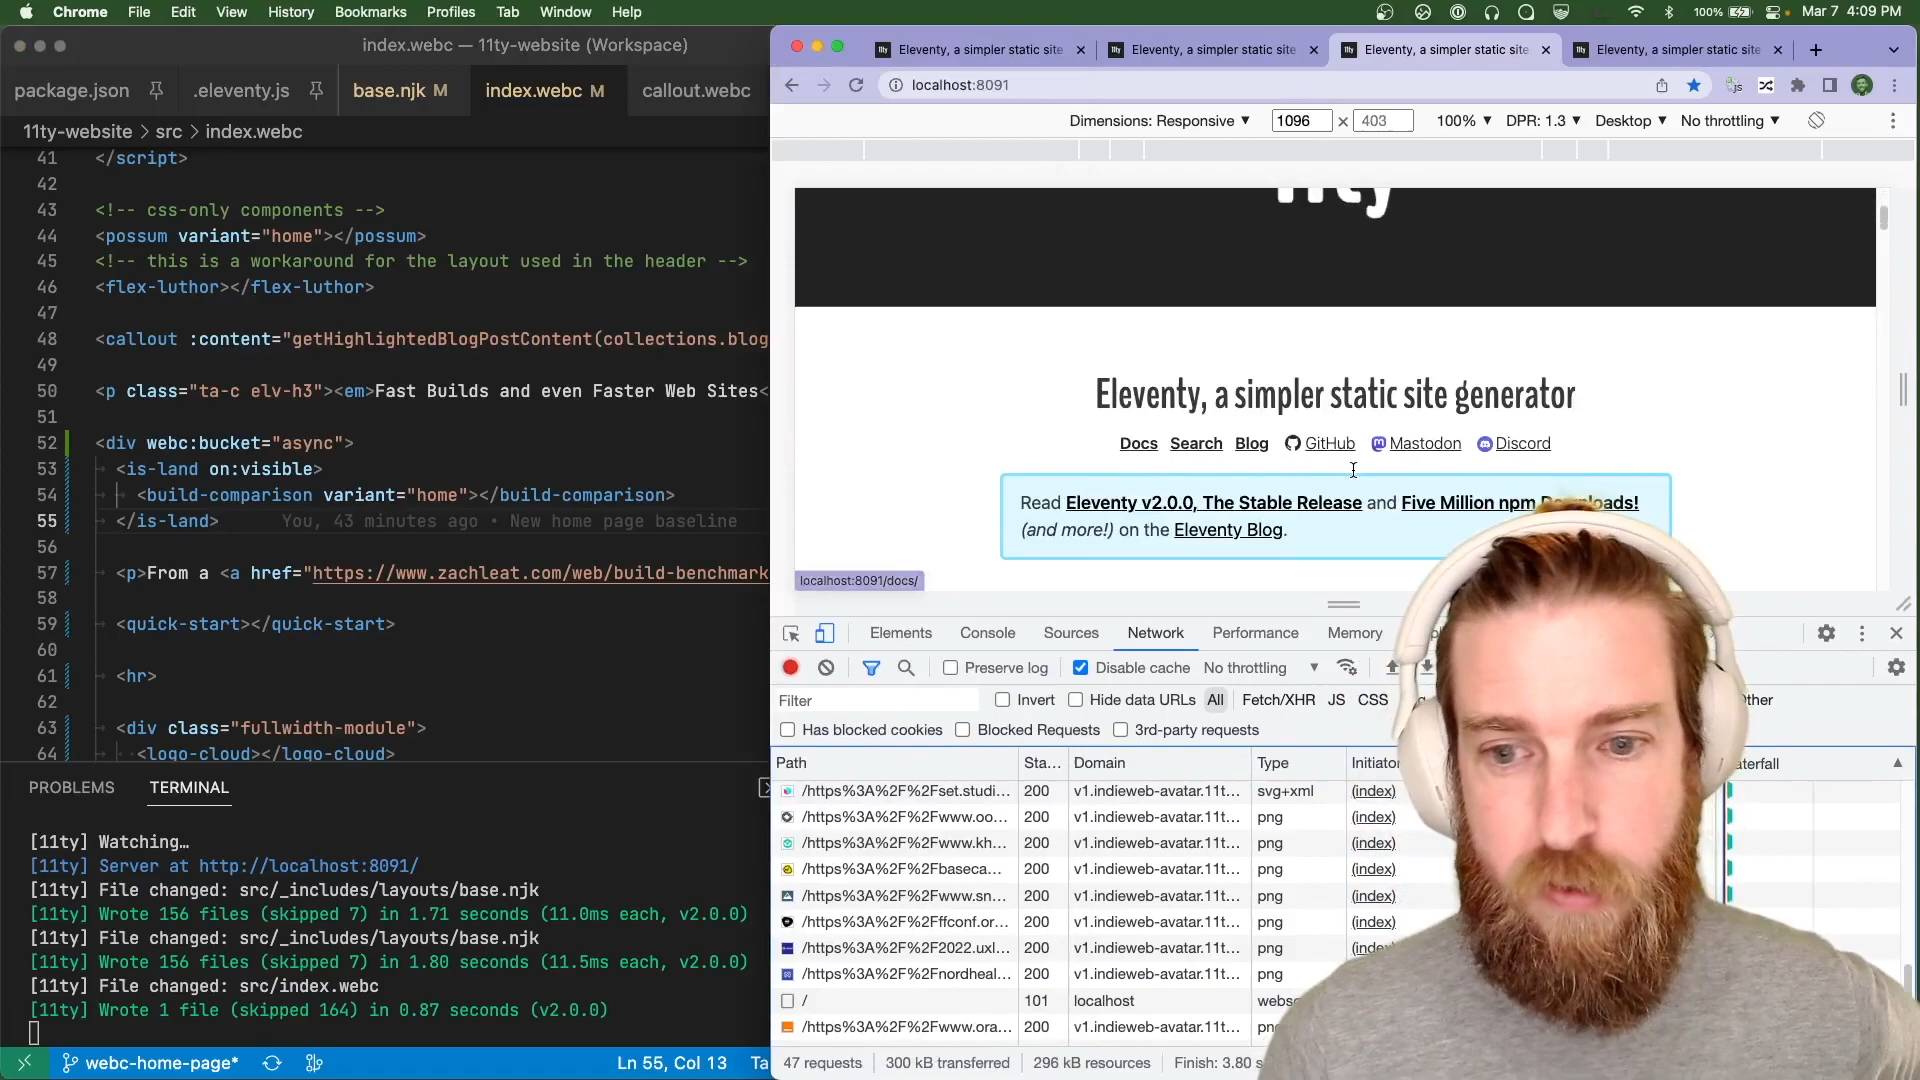 Chrome File Edit View History Bookmarks Profiles Tab Window Help
100% Mar 7 4:09 PM
index.webc — 11ty-website (Workspace)
package.json .eleventy.js base.njk M index.webc M callout.webc
11ty-website > src > index.webc
41 </script>
42
43 <!-- css-only components -->
44 <possum variant="home"></possum>
45 <!-- this is a workaround for the layout used in the header -->
46 <flex-luthor></flex-luthor>
47
48 <callout :content="getHighlightedBlogPostContent(collections.blog
49
50 <p class="ta-c elv-h3"><em>Fast Builds and even Faster Web Sites<
51
52 <div webc:bucket="async">
53 <is-land on:visible>
54 <build-comparison variant="home"></build-comparison>
55 </is-land> You, 43 minutes ago • New home page baseline
56
57 <p>From a <a href="https://www.zachleat.com/web/build-benchmark
58
59 <quick-start></quick-start>
60
61 <hr>
62
63 <div class="fullwidth-module">
64 <logo-cloud></logo-cloud>
PROBLEMS TERMINAL
[11ty] Watching…
[11ty] Server at http://localhost:8091/
[11ty] File changed: src/_includes/layouts/base.njk
[11ty] Wrote 156 files (skipped 7) in 1.71 seconds (11.0ms each, v2.0.0)
[11ty] File changed: src/_includes/layouts/base.njk
[11ty] Wrote 156 files (skipped 7) in 1.80 seconds (11.5ms each, v2.0.0)
[11ty] File changed: src/index.webc
[11ty] Wrote 1 file (skipped 164) in 0.87 seconds (v2.0.0)
webc-home-page* Ln 55, Col 13 Ta
Eleventy, a simpler static site Eleventy, a simpler static site Eleventy, a simpler static site Eleventy, a simpler static site
localhost:8091
Dimensions: Responsive 1096 × 403 100% DPR: 1.3 Desktop No throttling
11ty
Eleventy, a simpler static site generator
Docs Search Blog GitHub Mastodon Discord
Read Eleventy v2.0.0, The Stable Release and Five Million npm Downloads!
(and more!) on the Eleventy Blog.
localhost:8091/docs/
Elements Console Sources Network Performance Memory
Preserve log Disable cache No throttling
Filter Invert Hide data URLs All Fetch/XHR JS CSS Other
Has blocked cookies Blocked Requests 3rd-party requests
Path Sta... Domain Type Initiator aterfall
/https%3A%2F%2Fset.studi... 200 v1.indieweb-avatar.11t... svg+xml (index)
/https%3A%2F%2Fwww.oo... 200 v1.indieweb-avatar.11t... png (index)
/https%3A%2F%2Fwww.kh... 200 v1.indieweb-avatar.11t... png (index)
/https%3A%2F%2Fbaseca... 200 v1.indieweb-avatar.11t... png (index)
/https%3A%2F%2Fwww.sn... 200 v1.indieweb-avatar.11t... png (index)
/https%3A%2F%2Fffconf.or... 200 v1.indieweb-avatar.11t... png (index)
/https%3A%2F%2F2022.uxl... 200 v1.indieweb-avatar.11t... png (inde
/https%3A%2F%2Fnordheal... 200 v1.indieweb-avatar.11t... png
/ 101 localhost webso
/https%3A%2F%2Fwww.ora... 200 v1.indieweb-avatar.11t... png
47 requests 300 kB transferred 296 kB resources Finish: 3.80 s